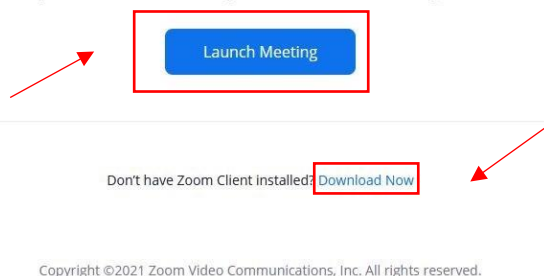 Launch Meeting
Don't have Zoom Client installed? Download Now
Copyright ©2021 Zoom Video Communications, Inc. All rights reserved.